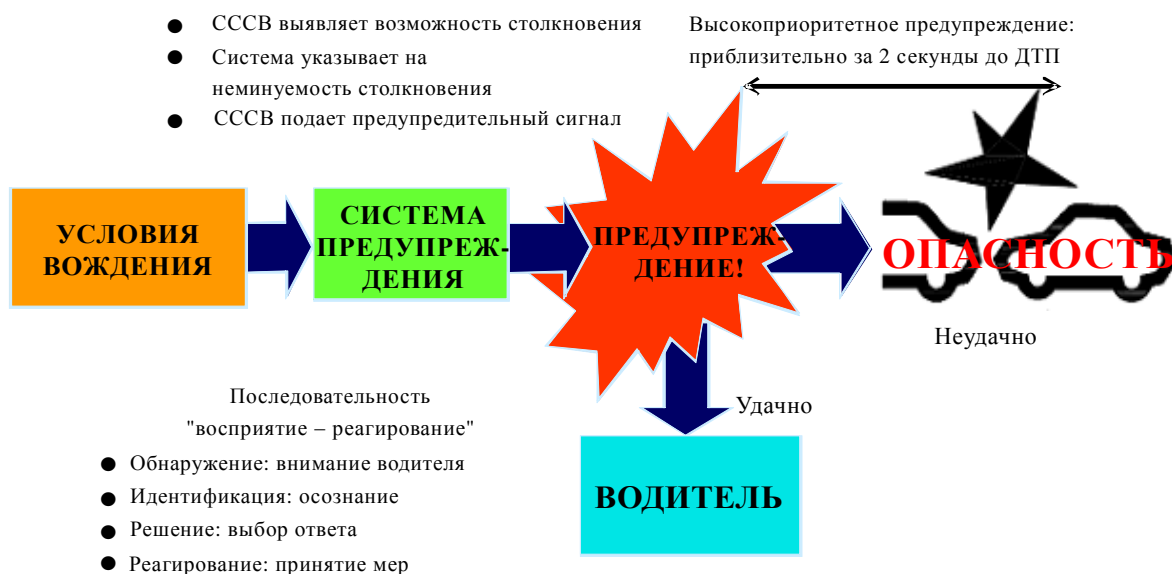 ● СССВ выявляет возможность столкновения
● Система указывает на
неминуемость столкновения
● СССВ подает предупредительный сигнал
Высокоприоритетное предупреждение:
приблизительно за 2 секунды до ДТП
УСЛОВИЯ
ВОЖДЕНИЯ
СИСТЕМА
ПРЕДУПРЕЖ-
ДЕНИЯ
ПРЕДУПРЕЖ-
ДЕНИЕ!
ОПАСНОСТЬ
Неудачно
Удачно
ВОДИТЕЛЬ
Последовательность
"восприятие – реагирование"
● Обнаружение: внимание водителя
● Идентификация: осознание
● Решение: выбор ответа
● Реагирование: принятие мер